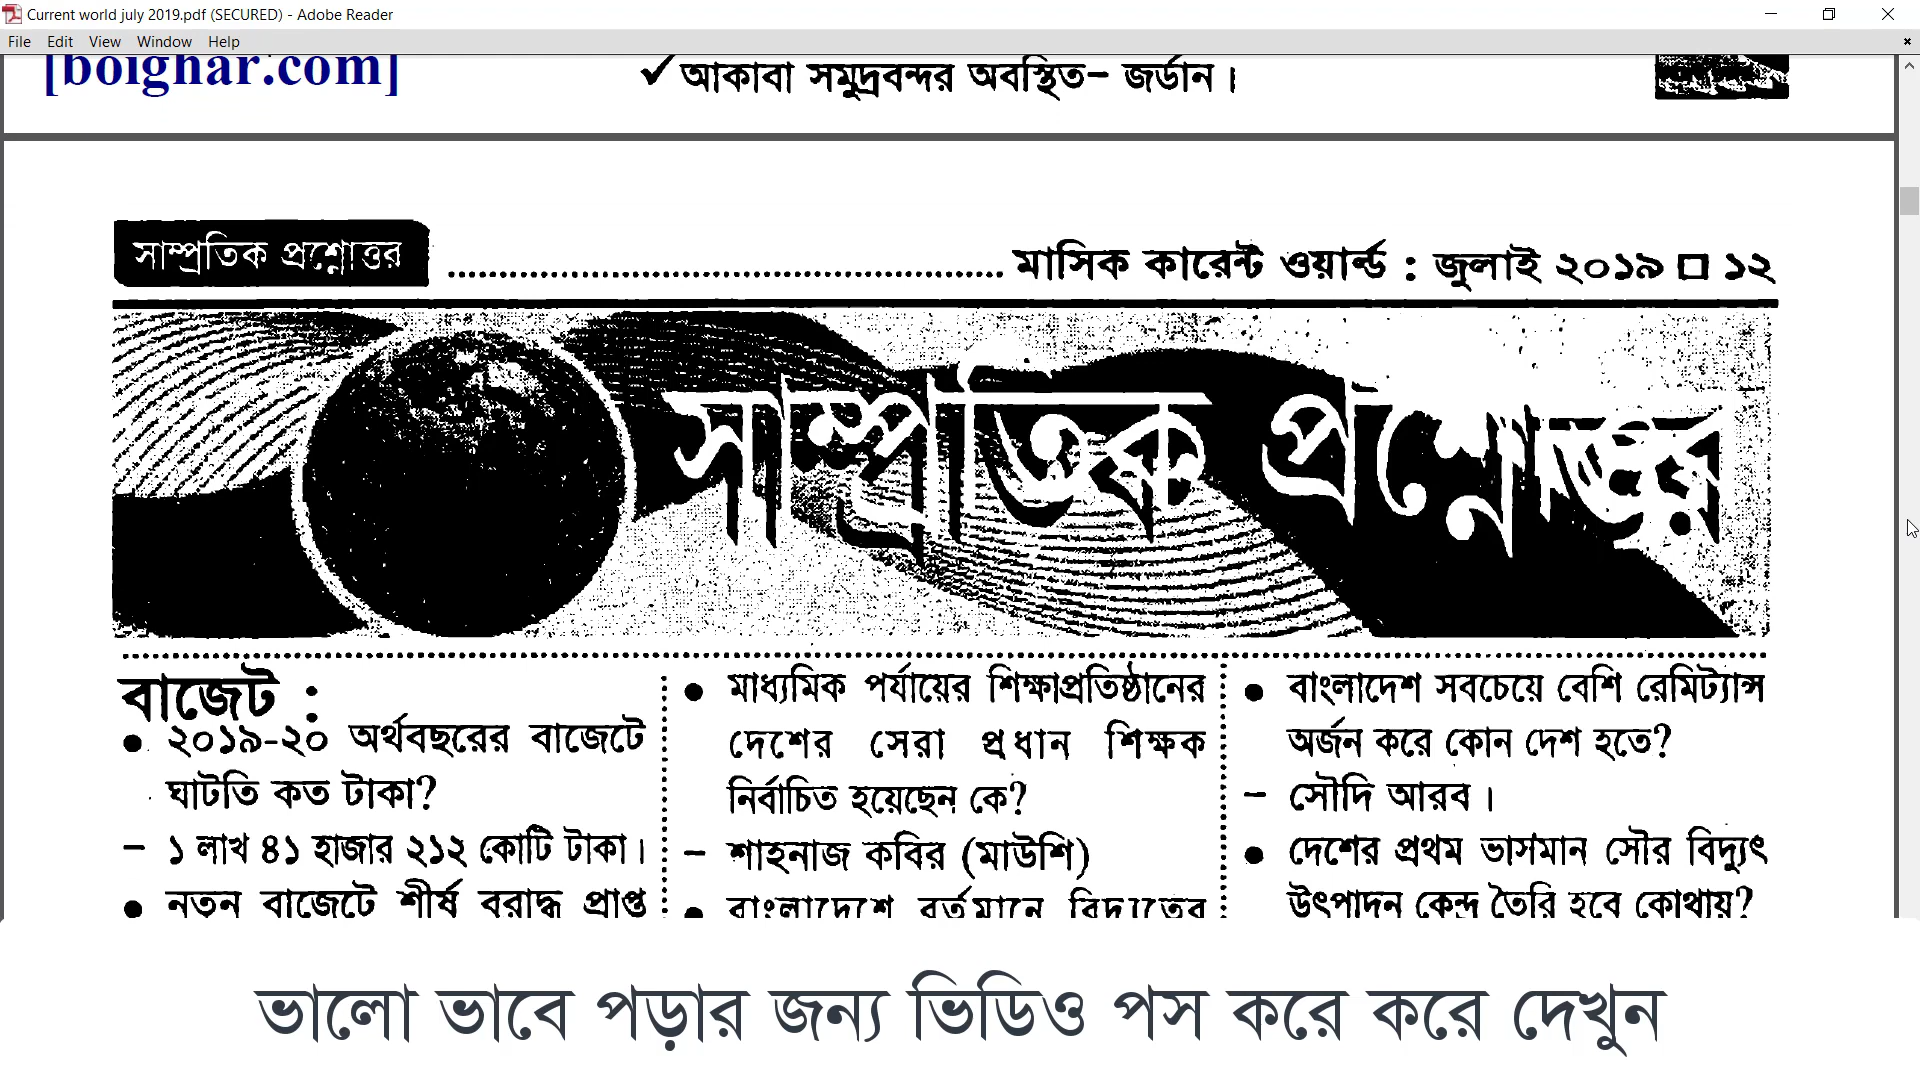 Current world july 2019.pdf (SECURED) - Adobe Reader
File Edit View Window Help
[boighar.com]
✓আকাবা সমুদ্রবন্দর অবস্থিত– জর্ডান।
সাম্প্রতিক প্রশ্নোত্তর
মাসিক কারেন্ট ওয়ার্ল্ড : জুলাই ২০১৯ □ ১২
সাম্প্রতিক প্রশ্নোত্তর
বাজেট :
● ২০১৯-২০ অর্থবছরের বাজেটে
ঘাটতি কত টাকা?
– ১ লাখ ৪১ হাজার ২১২ কোটি টাকা।
● নতুন বাজেটে শীর্ষ বরাদ্ধ প্রাপ্ত
● মাধ্যমিক পর্যায়ের শিক্ষাপ্রতিষ্ঠানের
দেশের সেরা প্রধান শিক্ষক
নির্বাচিত হয়েছেন কে?
– শাহনাজ কবির (মাউশি)
● বাংলাদেশে বর্তমানে বিদ্যুতের
● বাংলাদেশ সবচেয়ে বেশি রেমিট্যান্স
অর্জন করে কোন দেশ হতে?
– সৌদি আরব।
● দেশের প্রথম ভাসমান সৌর বিদ্যুৎ
উৎপাদন কেন্দ্র তৈরি হবে কোথায়?
ভালো ভাবে পড়ার জন্য ভিডিও পস করে করে দেখুন